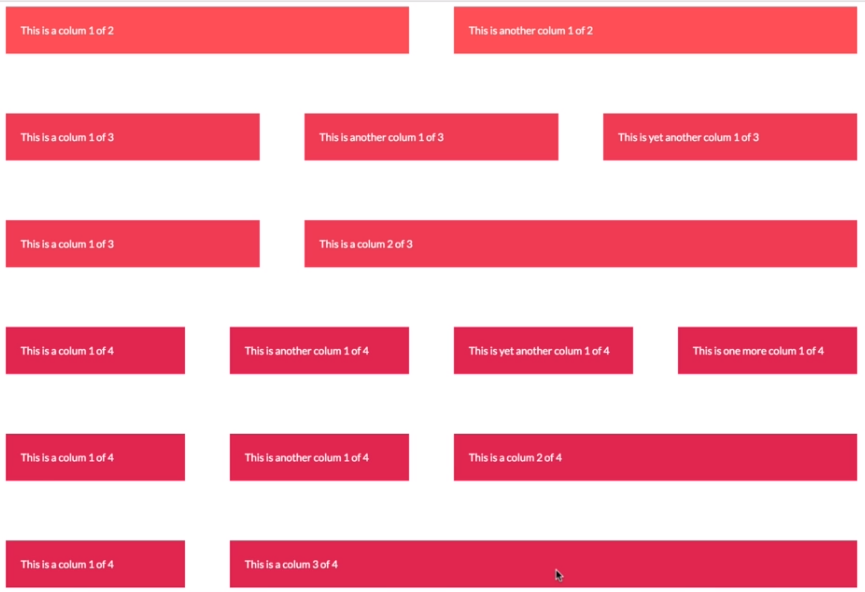 This is a colum 1 of 2
This is another colum 1 of 2
This is a colum 1 of 3
This is another colum 1 of 3
This is yet another colum 1 of 3
This is a colum 1 of 3
This is a colum 2 of 3
This is a colum 1 of 4
This is another colum 1 of 4
This is yet another colum 1 of 4
This is one more colum 1 of 4
This is a colum 1 of 4
This is another colum 1 of 4
This is a colum 2 of 4
This is a colum 1 of 4
This is a colum 3 of 4